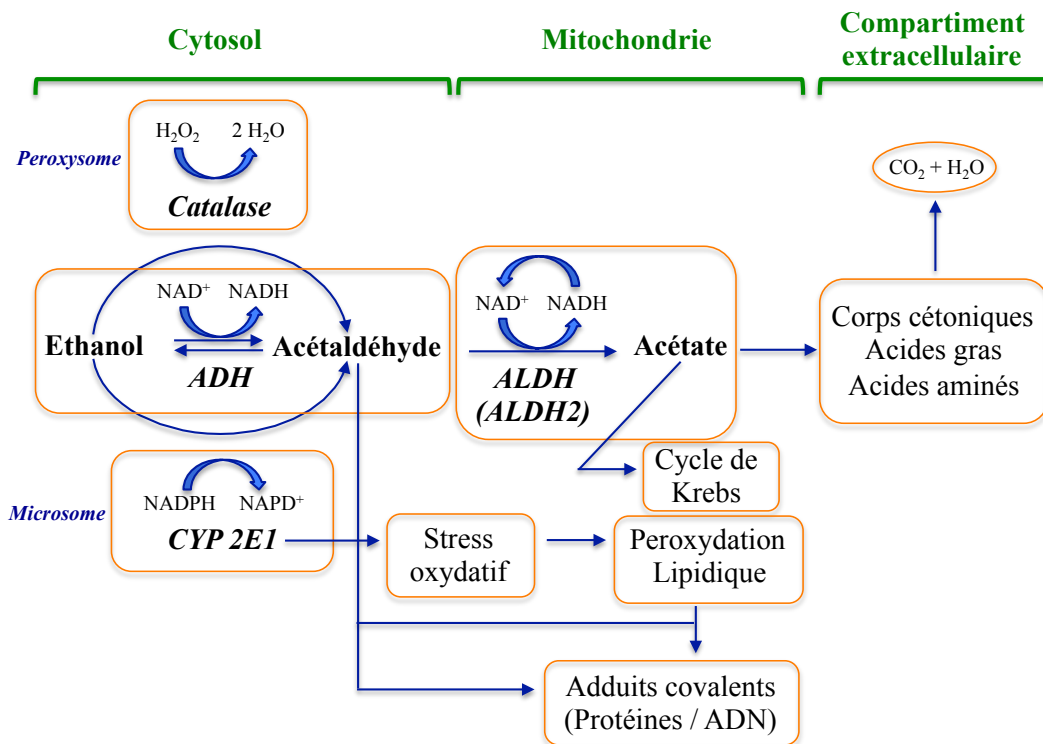 Cytosol
Mitochondrie
Compartiment
extracellulaire
Peroxysome
H₂O₂ 2 H₂O
Catalase
CO₂ + H₂O
NAD⁺ NADH
Ethanol
Acétaldéhyde
ADH
NAD⁺ NADH
Acétate
ALDH
(ALDH2)
Corps cétoniques
Acides gras
Acides aminés
Cycle de
Krebs
Microsome
NADPH NAPD⁺
CYP 2E1
Stress
oxydatif
Peroxydation
Lipidique
Adduits covalents
(Protéines / ADN)